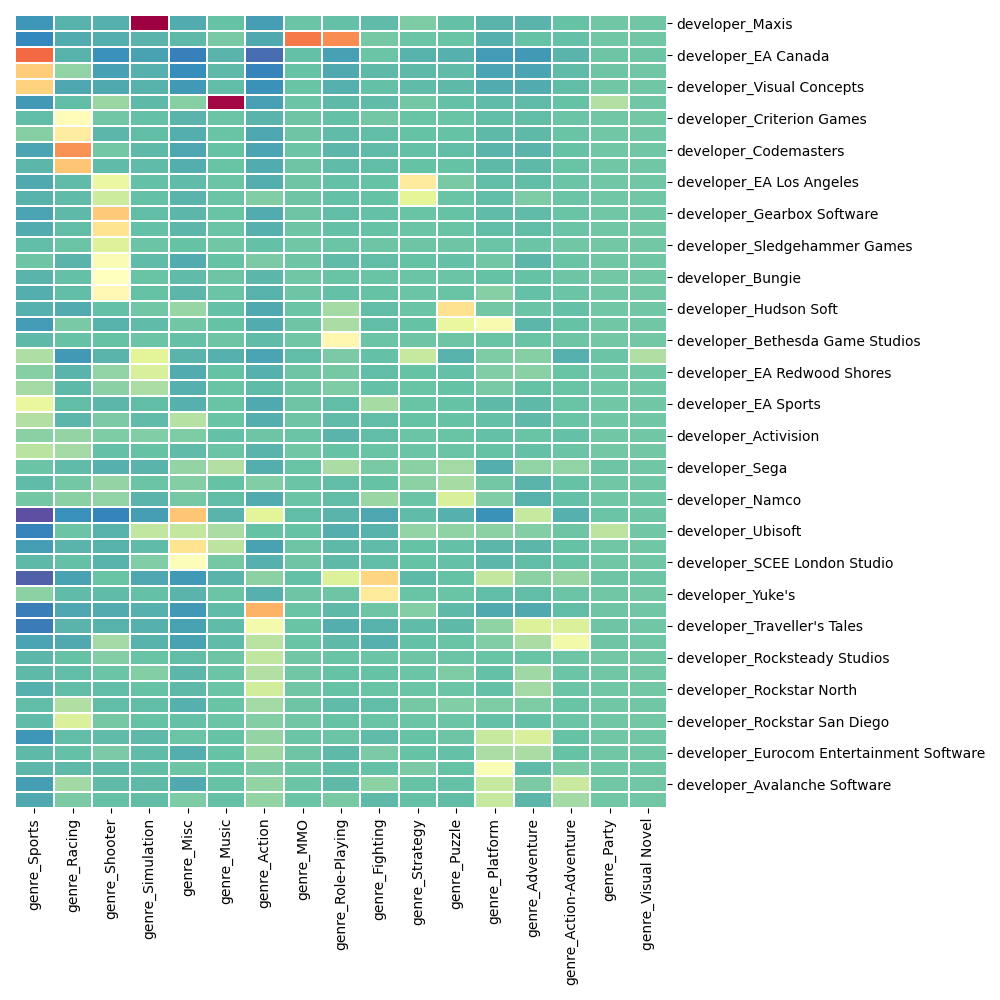 developer_Maxis
developer_EA Canada
developer_Visual Concepts
developer_Criterion Games
developer_Codemasters
developer_EA Los Angeles
developer_Gearbox Software
developer_Sledgehammer Games
developer_Bungie
developer_Hudson Soft
developer_Bethesda Game Studios
developer_EA Redwood Shores
developer_EA Sports
developer_Activision
developer_Sega
developer_Namco
developer_Ubisoft
developer_SCEE London Studio
developer_Yuke's
developer_Traveller's Tales
developer_Rocksteady Studios
developer_Rockstar North
developer_Rockstar San Diego
developer_Eurocom Entertainment Software
developer_Avalanche Software
genre_Sports
genre_Racing
genre_Shooter
genre_Simulation
genre_Misc
genre_Music
genre_Action
genre_MMO
genre_Role-Playing
genre_Fighting
genre_Strategy
genre_Puzzle
genre_Platform
genre_Adventure
genre_Action-Adventure
genre_Party
genre_Visual Novel